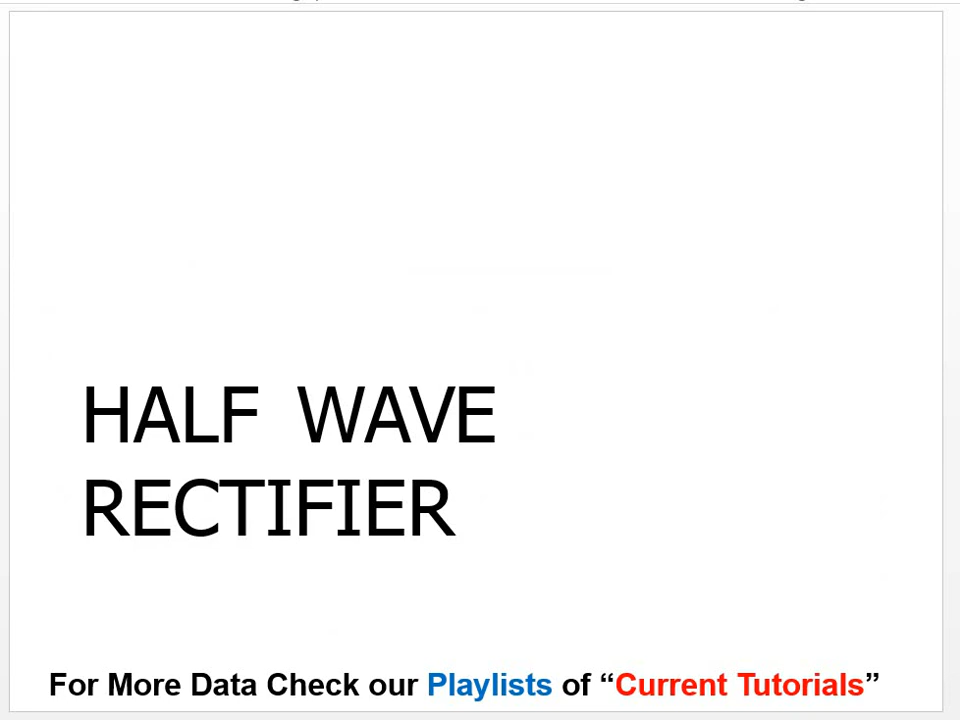 HALF WAVE
RECTIFIER
For More Data Check our Playlists of “Current Tutorials”